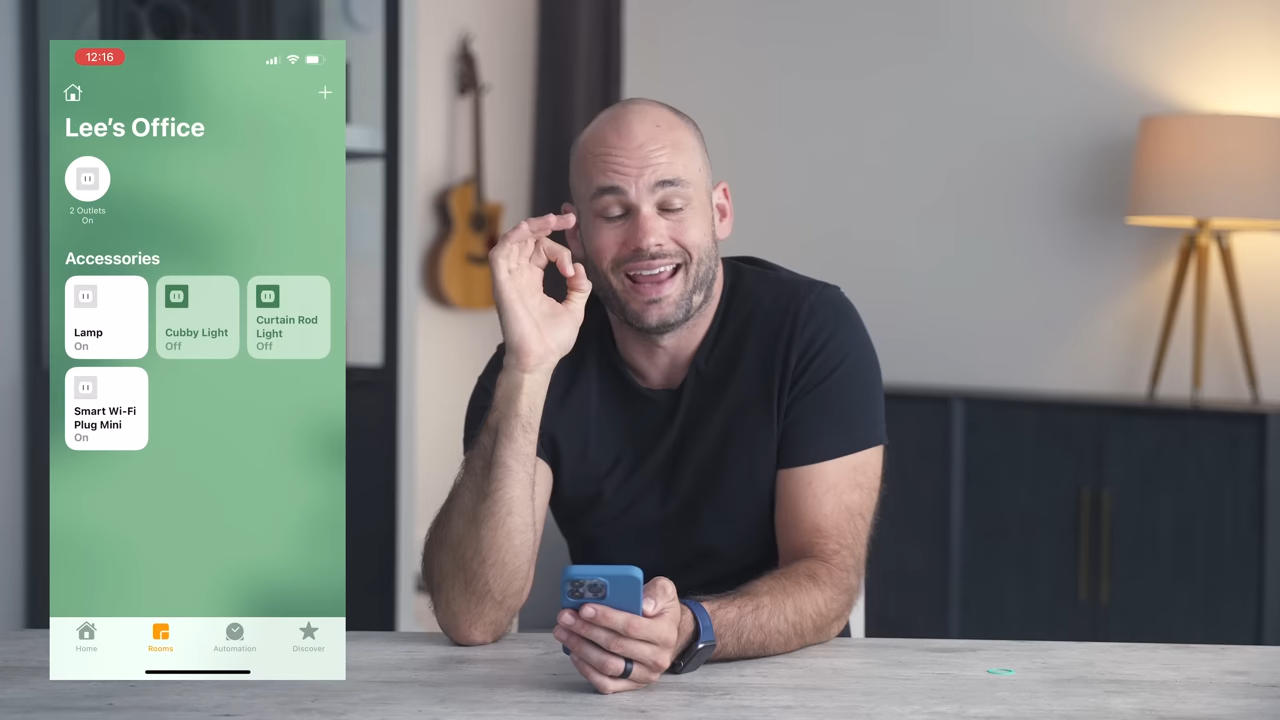 12:16
Lee's Office
2 Outlets
On
Accessories
Lamp
On
Cubby Light
Off
Curtain Rod
Light
Off
Smart Wi-Fi
Plug Mini
On
Home
Rooms
Automation
Discover